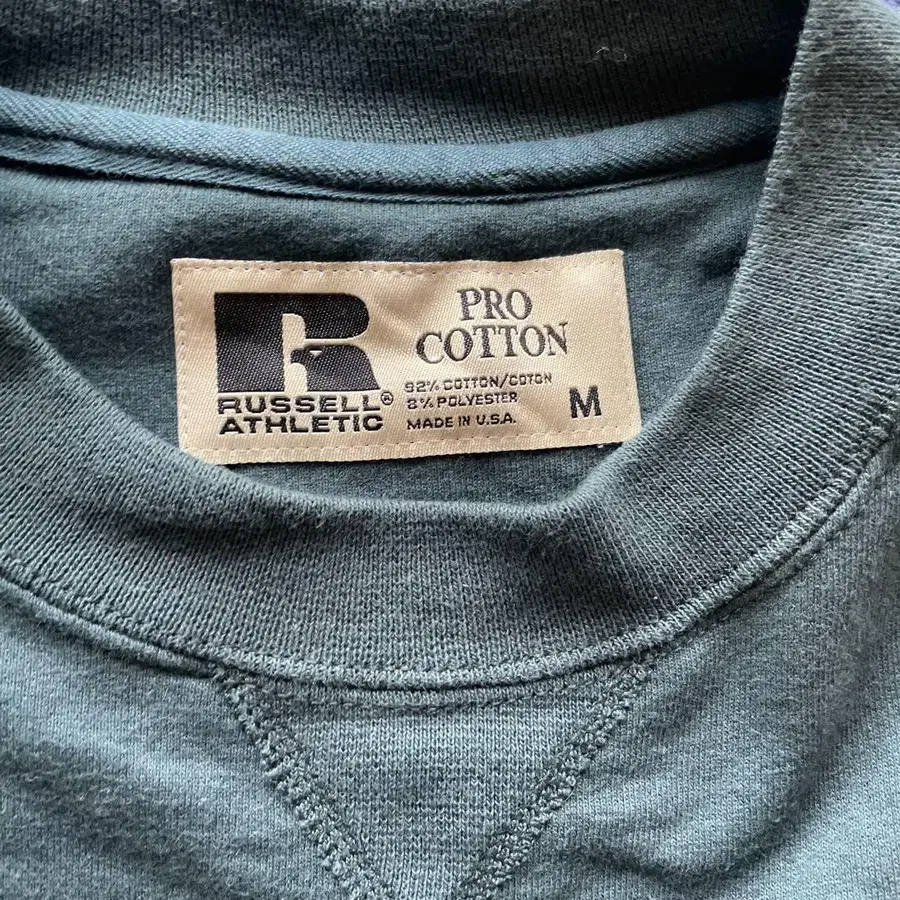 R
RUSSELL®
ATHLETIC
PRO
COTTON
92% COTTON/COTON
8% POLYESTER
MADE IN U.S.A.
M